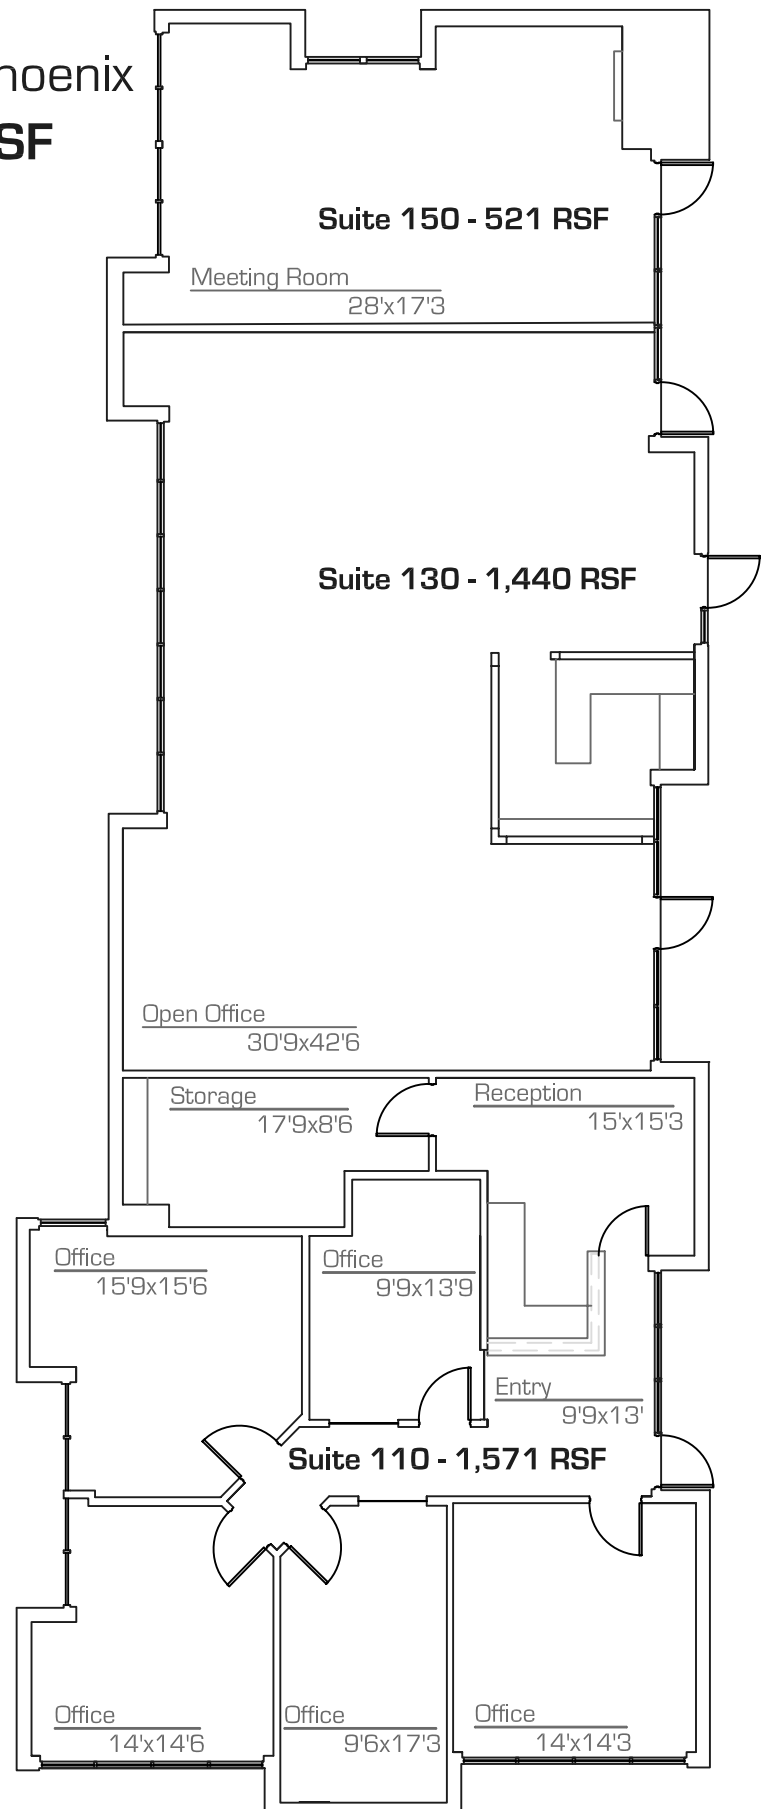 hoenix
SF
Suite 150 - 521 RSF
Meeting Room
28'x17'3
Suite 130 - 1,440 RSF
Open Office
30'9x42'6
Storage
17'9x8'6
Reception
15'x15'3
Office
15'9x15'6
Office
9'9x13'9
Entry
9'9x13'
Suite 110 - 1,571 RSF
Office
14'x14'6
Office
9'6x17'3
Office
14'x14'3